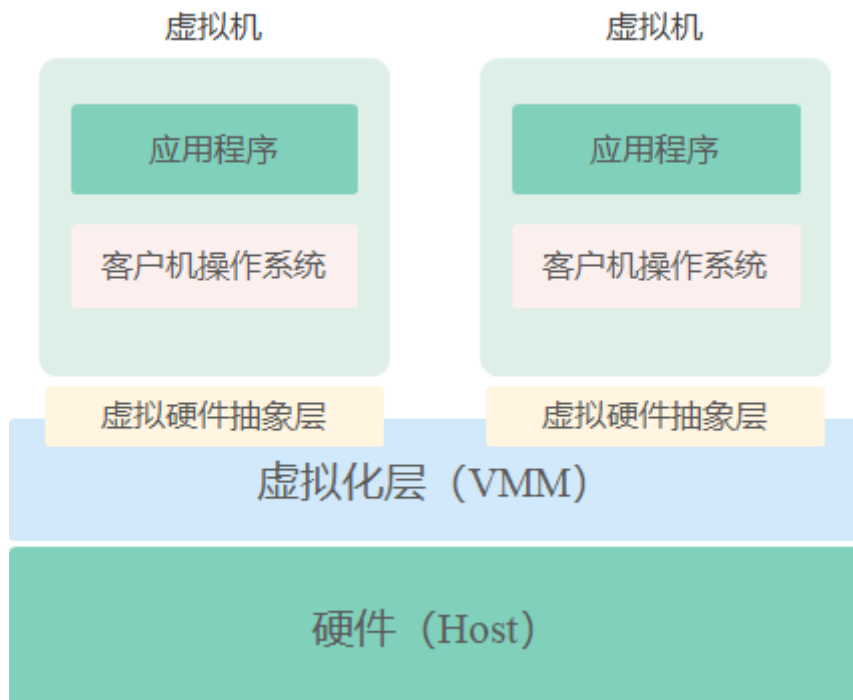 虚拟机
虚拟机
应用程序
应用程序
客户机操作系统
客户机操作系统
虚拟硬件抽象层
虚拟硬件抽象层
虚拟化层（VMM）
硬件（Host）